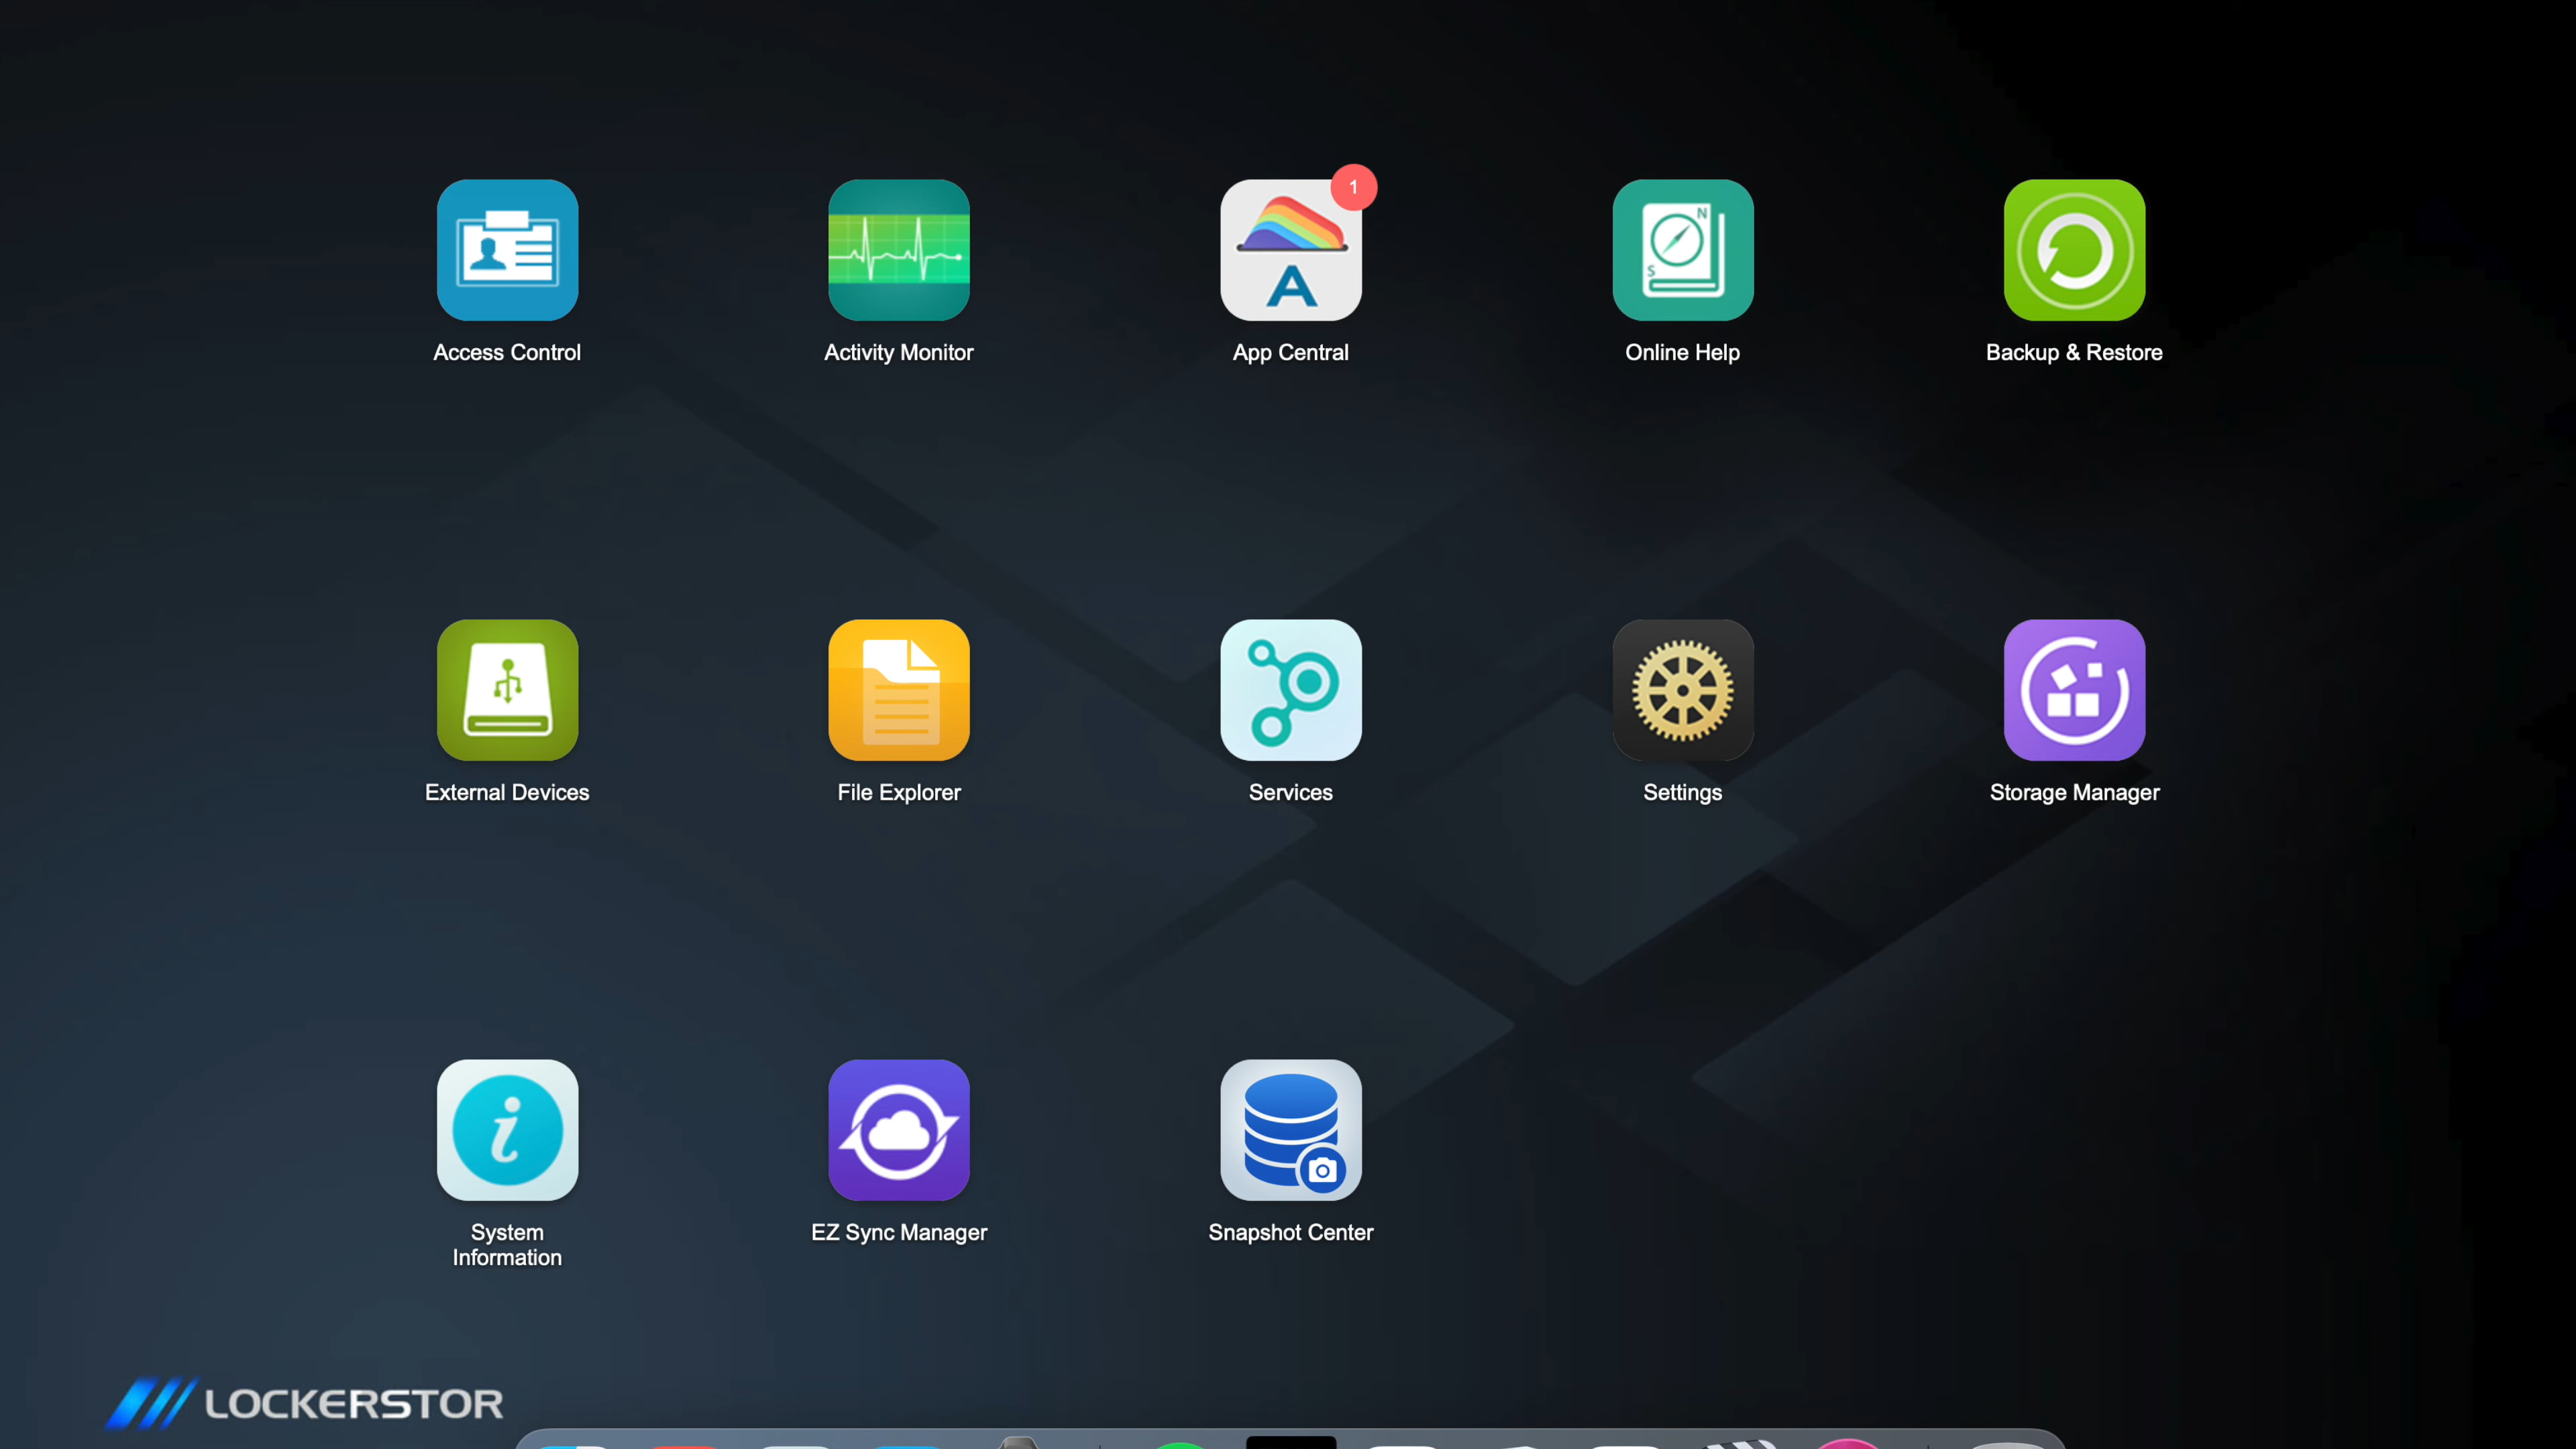 1
N
S
A
Access Control
Activity Monitor
App Central
Online Help
Backup & Restore
External Devices
File Explorer
Services
Settings
Storage Manager
i
System
Information
EZ Sync Manager
Snapshot Center
LOCKERSTOR